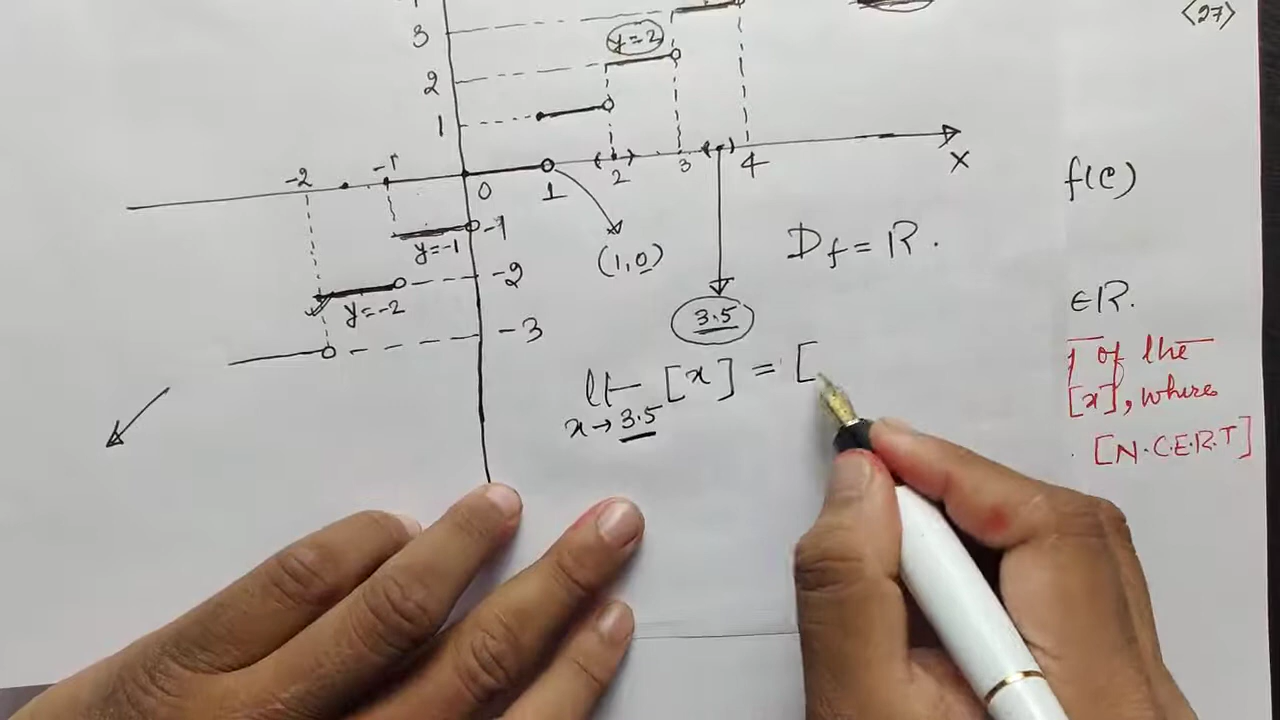 <27>
3
y=2
2
1
-2
-1
0
1
2
3
4
X
f(c)
y=-1
-1
(1,0)
Df = R.
-2
y=-2
3.5
∈R.
-3
of the
lt [x] = [
x→3.5
[x], where
[N.C.E.R.T]